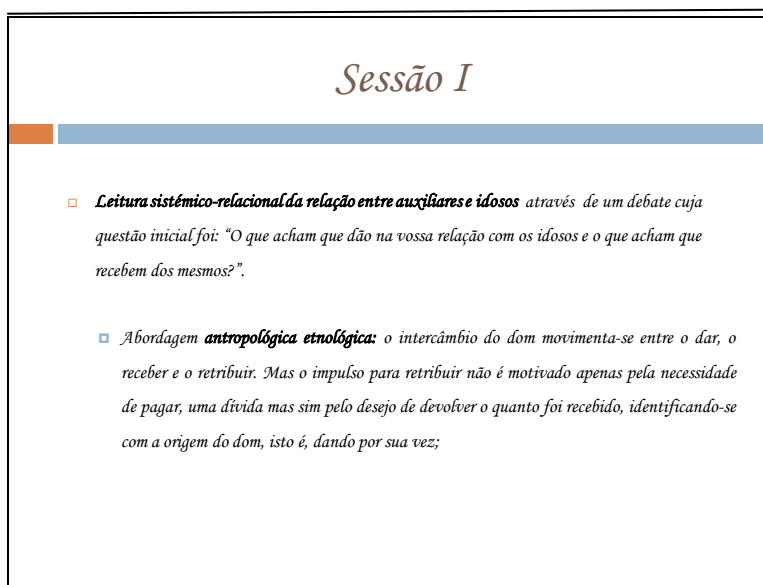 Sessão I
Leitura sistémico-relacional da relação entre auxiliares e idosos através de um debate cuja
questão inicial foi: “O que acham que dão na vossa relação com os idosos e o que acham que
recebem dos mesmos?”.
Abordagem antropológica etnológica: o intercâmbio do dom movimenta-se entre o dar, o
receber e o retribuir. Mas o impulso para retribuir não é motivado apenas pela necessidade
de pagar, uma dívida mas sim pelo desejo de devolver o quanto foi recebido, identificando-se
com a origem do dom, isto é, dando por sua vez;